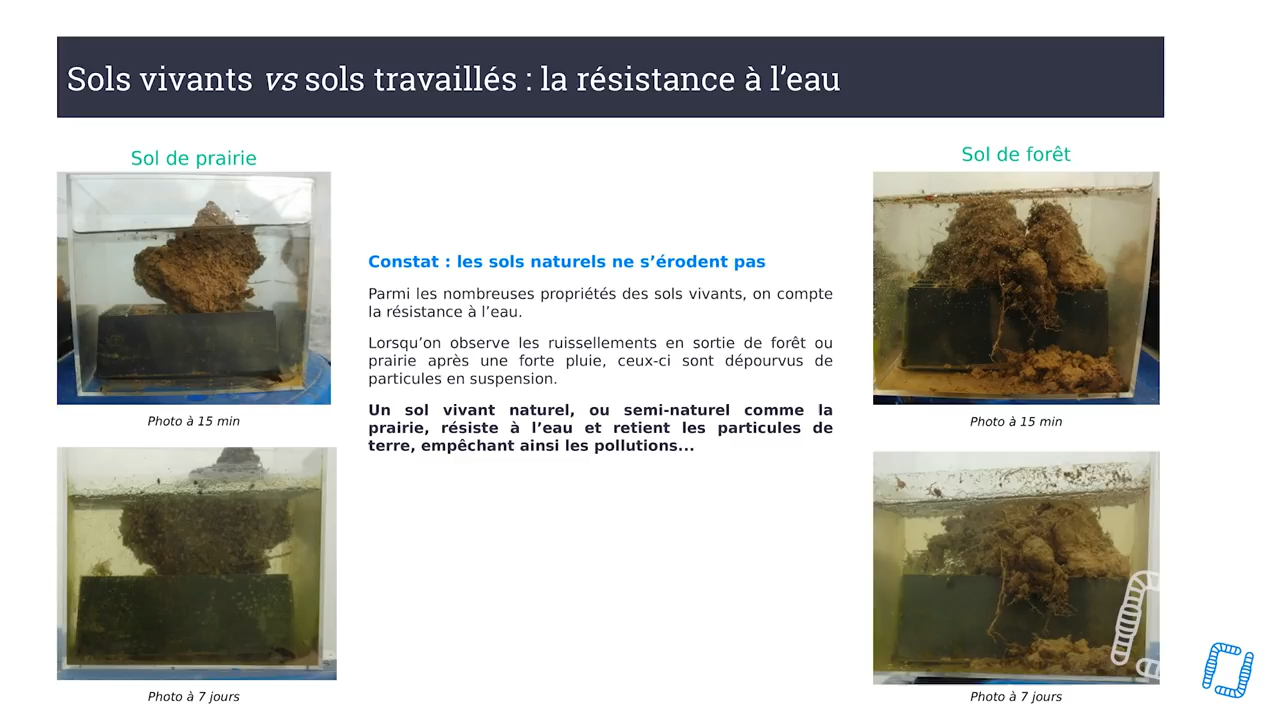 Sols vivants vs sols travaillés : la résistance à l’eau
Sol de prairie
Photo à 15 min
Photo à 7 jours
Constat : les sols naturels ne s’érodent pas
Parmi les nombreuses propriétés des sols vivants, on compte
la résistance à l’eau.
Lorsqu’on observe les ruissellements en sortie de forêt ou
prairie après une forte pluie, ceux-ci sont dépourvus de
particules en suspension.
Un sol vivant naturel, ou semi-naturel comme la
prairie, résiste à l’eau et retient les particules de
terre, empêchant ainsi les pollutions...
Sol de forêt
Photo à 15 min
Photo à 7 jours